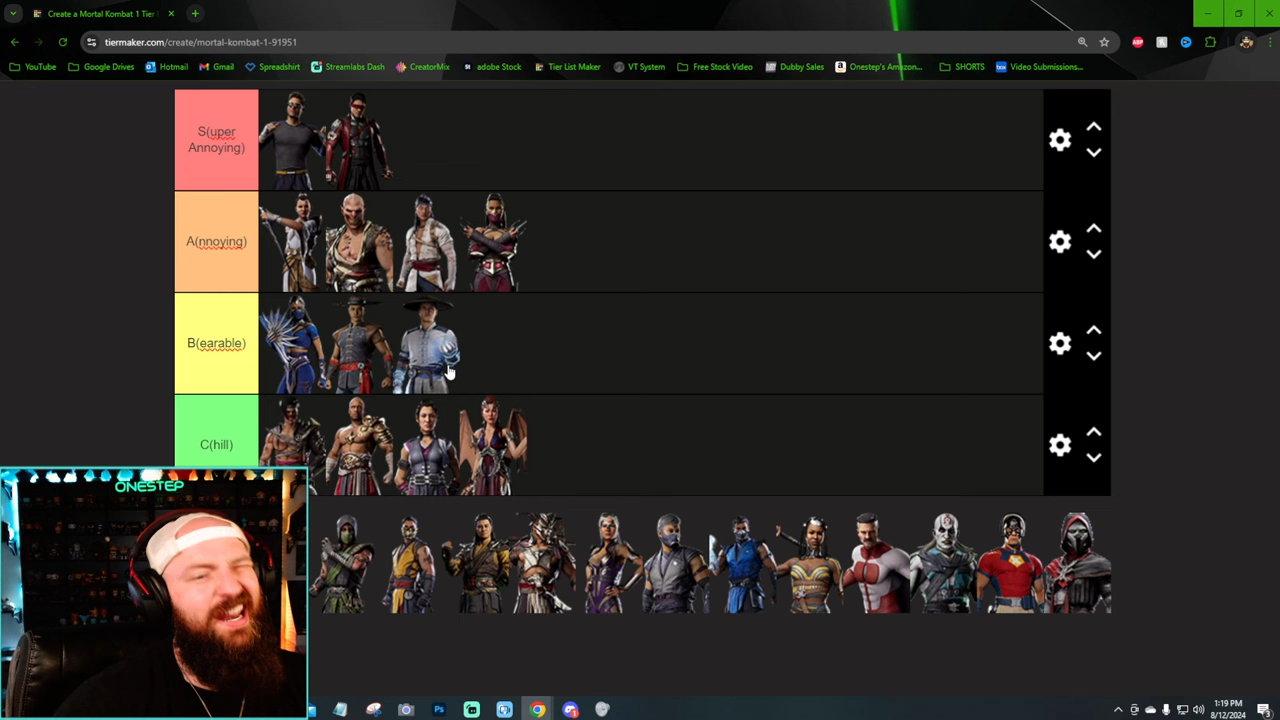 Create a Mortal Kombat 1 Tier
tiermaker.com/create/mortal-kombat-1-91951
YouTube Google Drives Hotmail Gmail Spreadshirt Streamlabs Dash CreatorMix adobe Stock Tier List Maker VT System Free Stock Video Dubby Sales Onestep's Amazon... SHORTS Video Submissions...
S(uper
Annoying)
A(nnoying)
B(earable)
C(hill)
ONESTEP
1:19 PM
8/12/2024